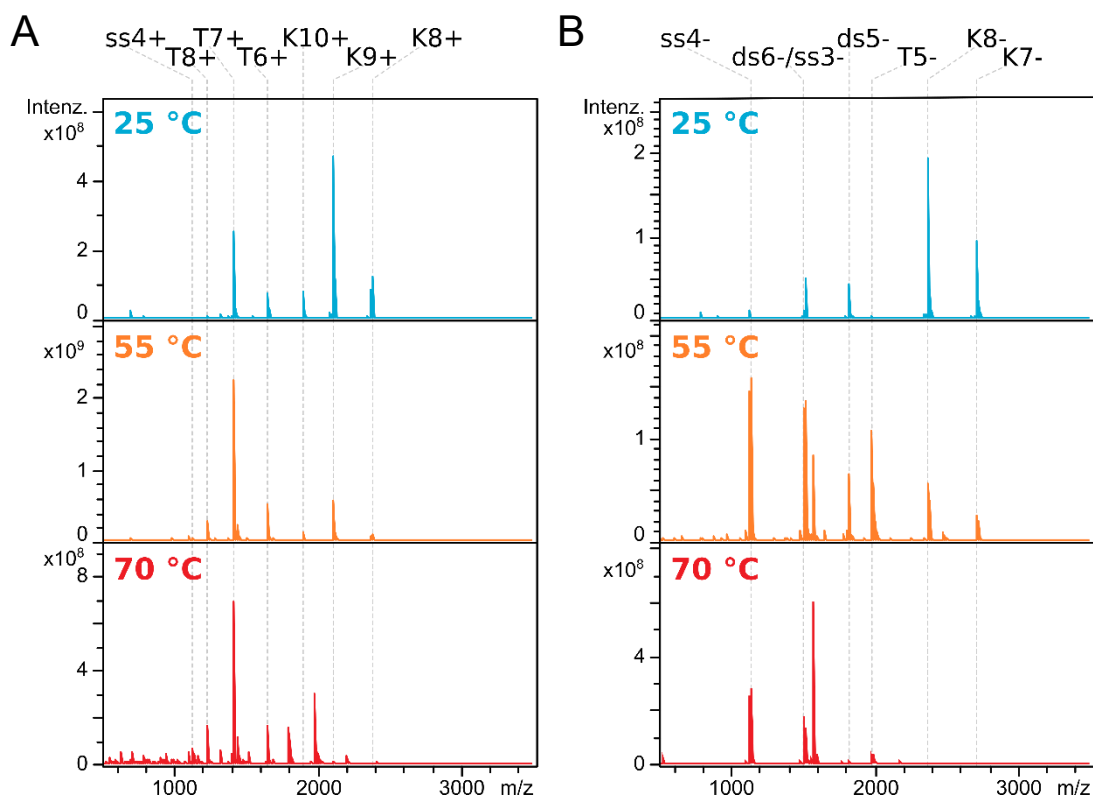 A
ss4+ T7+ K10+ K8+
T8+ T6+ K9+
Intenz.
x10⁸
25 °C
4
2
0
x10⁹
55 °C
2
1
0
x10⁸
70 °C
8
4
0
1000 2000 3000 m/z
B
ss4- ds5- K8-
ds6-/ss3- T5- K7-
Intenz.
x10⁸
25 °C
2
1
0
x10⁸
55 °C
1
0
x10⁸
70 °C
4
0
1000 2000 3000 m/z